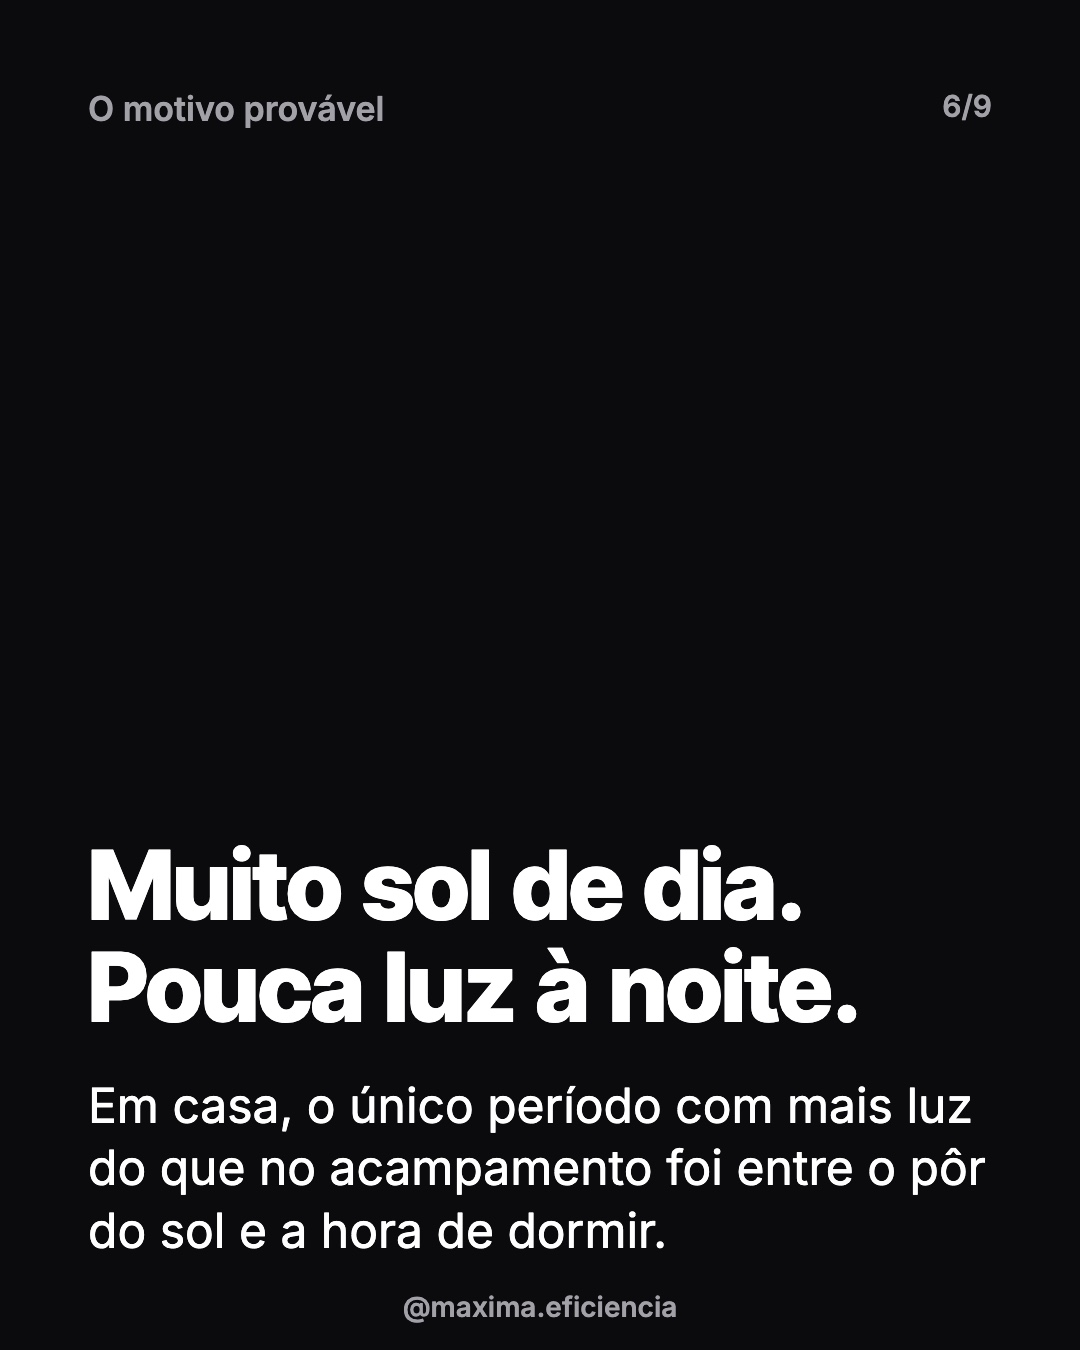 O motivo provável
6/9
Muito sol de dia.
Pouca luz à noite.
Em casa, o único período com mais luz
do que no acampamento foi entre o pôr
do sol e a hora de dormir.
@maxima.eficiencia